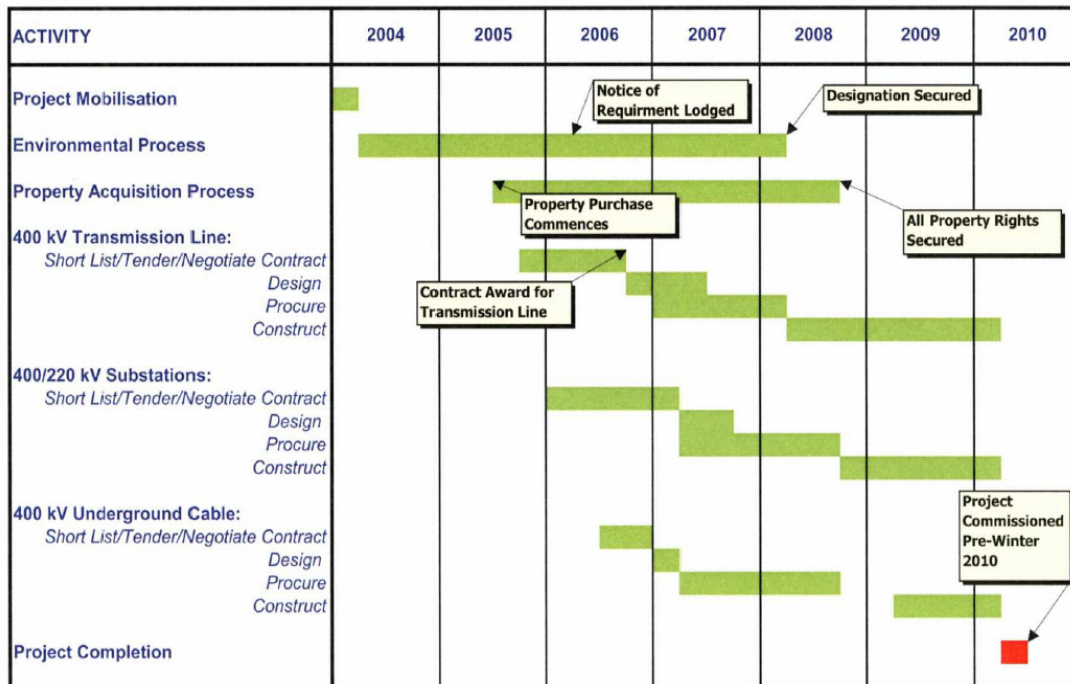 ACTIVITY 2004 2005 2006 2007 2008 2009 2010
Project Mobilisation
Notice of
Requirment Lodged
Designation Secured
Environmental Process
Property Acquisition Process
Property Purchase
Commences
All Property Rights
Secured
400 kV Transmission Line:
Short List/Tender/Negotiate Contract
Design
Procure
Construct
Contract Award for
Transmission Line
400/220 kV Substations:
Short List/Tender/Negotiate Contract
Design
Procure
Construct
400 kV Underground Cable:
Short List/Tender/Negotiate Contract
Design
Procure
Construct
Project
Commissioned
Pre-Winter
2010
Project Completion